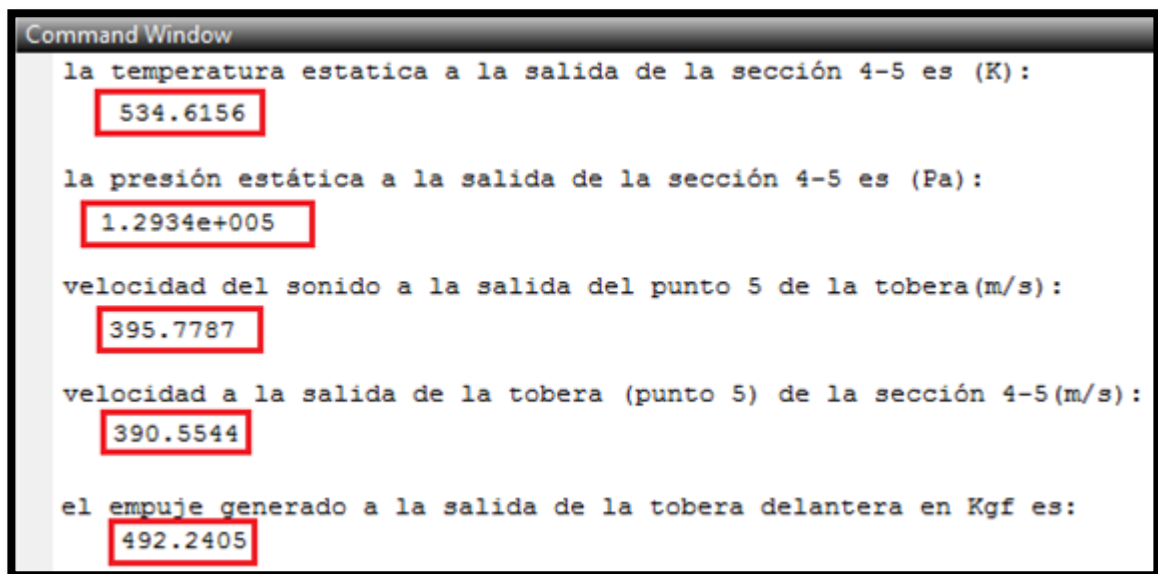 Command Window
la temperatura estatica a la salida de la sección 4-5 es (K):
534.6156
la presión estática a la salida de la sección 4-5 es (Pa):
1.2934e+005
velocidad del sonido a la salida del punto 5 de la tobera(m/s):
395.7787
velocidad a la salida de la tobera (punto 5) de la sección 4-5(m/s):
390.5544
el empuje generado a la salida de la tobera delantera en Kgf es:
492.2405